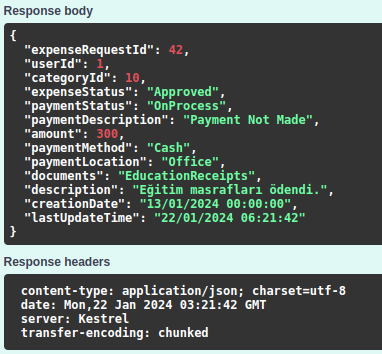 Response body
{
"expenseRequestId": 42,
"userId": 1,
"categoryId": 10,
"expenseStatus": "Approved",
"paymentStatus": "OnProcess",
"paymentDescription": "Payment Not Made",
"amount": 300,
"paymentMethod": "Cash",
"paymentLocation": "Office",
"documents": "EducationReceipts",
"description": "Eğitim masrafları ödendi.",
"creationDate": "13/01/2024 00:00:00",
"lastUpdateTime": "22/01/2024 06:21:42"
}
Response headers
content-type: application/json; charset=utf-8
date: Mon,22 Jan 2024 03:21:42 GMT
server: Kestrel
transfer-encoding: chunked